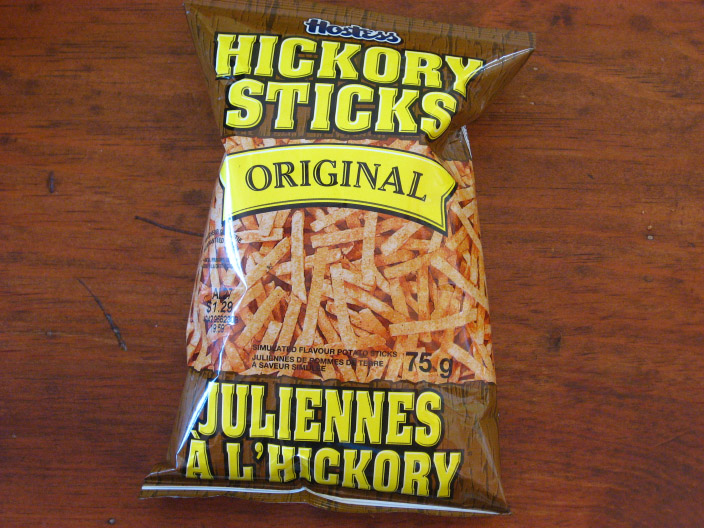 Hostess
HICKORY
STICKS
ORIGINAL
$1.29
SIMULATED FLAVOUR POTATO STICKS
JULIENNES DE POMMES DE TERRE
À SAVEUR SIMULÉE
75 g
JULIENNES
À L'HICKORY